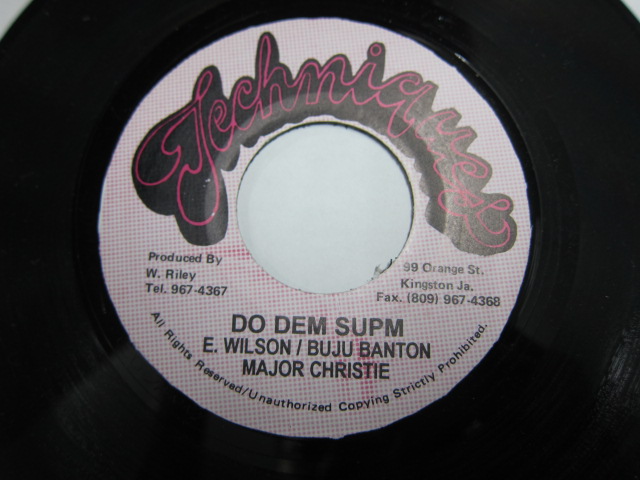 Techniques
Produced By
W. Riley
Tel. 967-4367
99 Orange St.
Kingston Ja.
Fax. (809) 967-4368
DO DEM SUPM
E. WILSON / BUJU BANTON
MAJOR CHRISTIE
All Rights Reserved/Unauthorized Copying Strictly Prohibited.